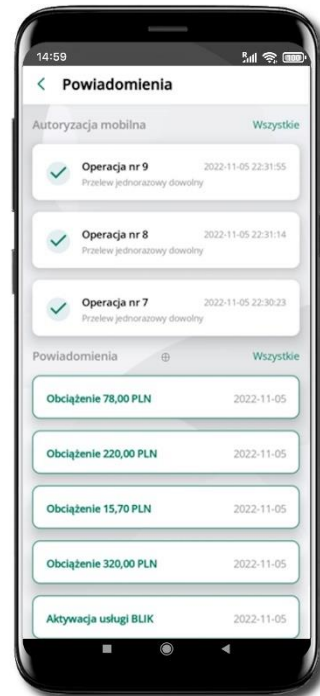 14:59
R
100
Powiadomienia
Autoryzacja mobilna Wszystkie
Operacja nr 9 2022-11-05 22:31:55
Przelew jednorazowy dowolny
Operacja nr 8 2022-11-05 22:31:14
Przelew jednorazowy dowolny
Operacja nr 7 2022-11-05 22:30:23
Przelew jednorazowy dowolny
Powiadomienia Wszystkie
Obciążenie 78,00 PLN 2022-11-05
Obciążenie 220,00 PLN 2022-11-05
Obciążenie 15,70 PLN 2022-11-05
Obciążenie 320,00 PLN 2022-11-05
Aktywacja usługi BLIK 2022-11-05